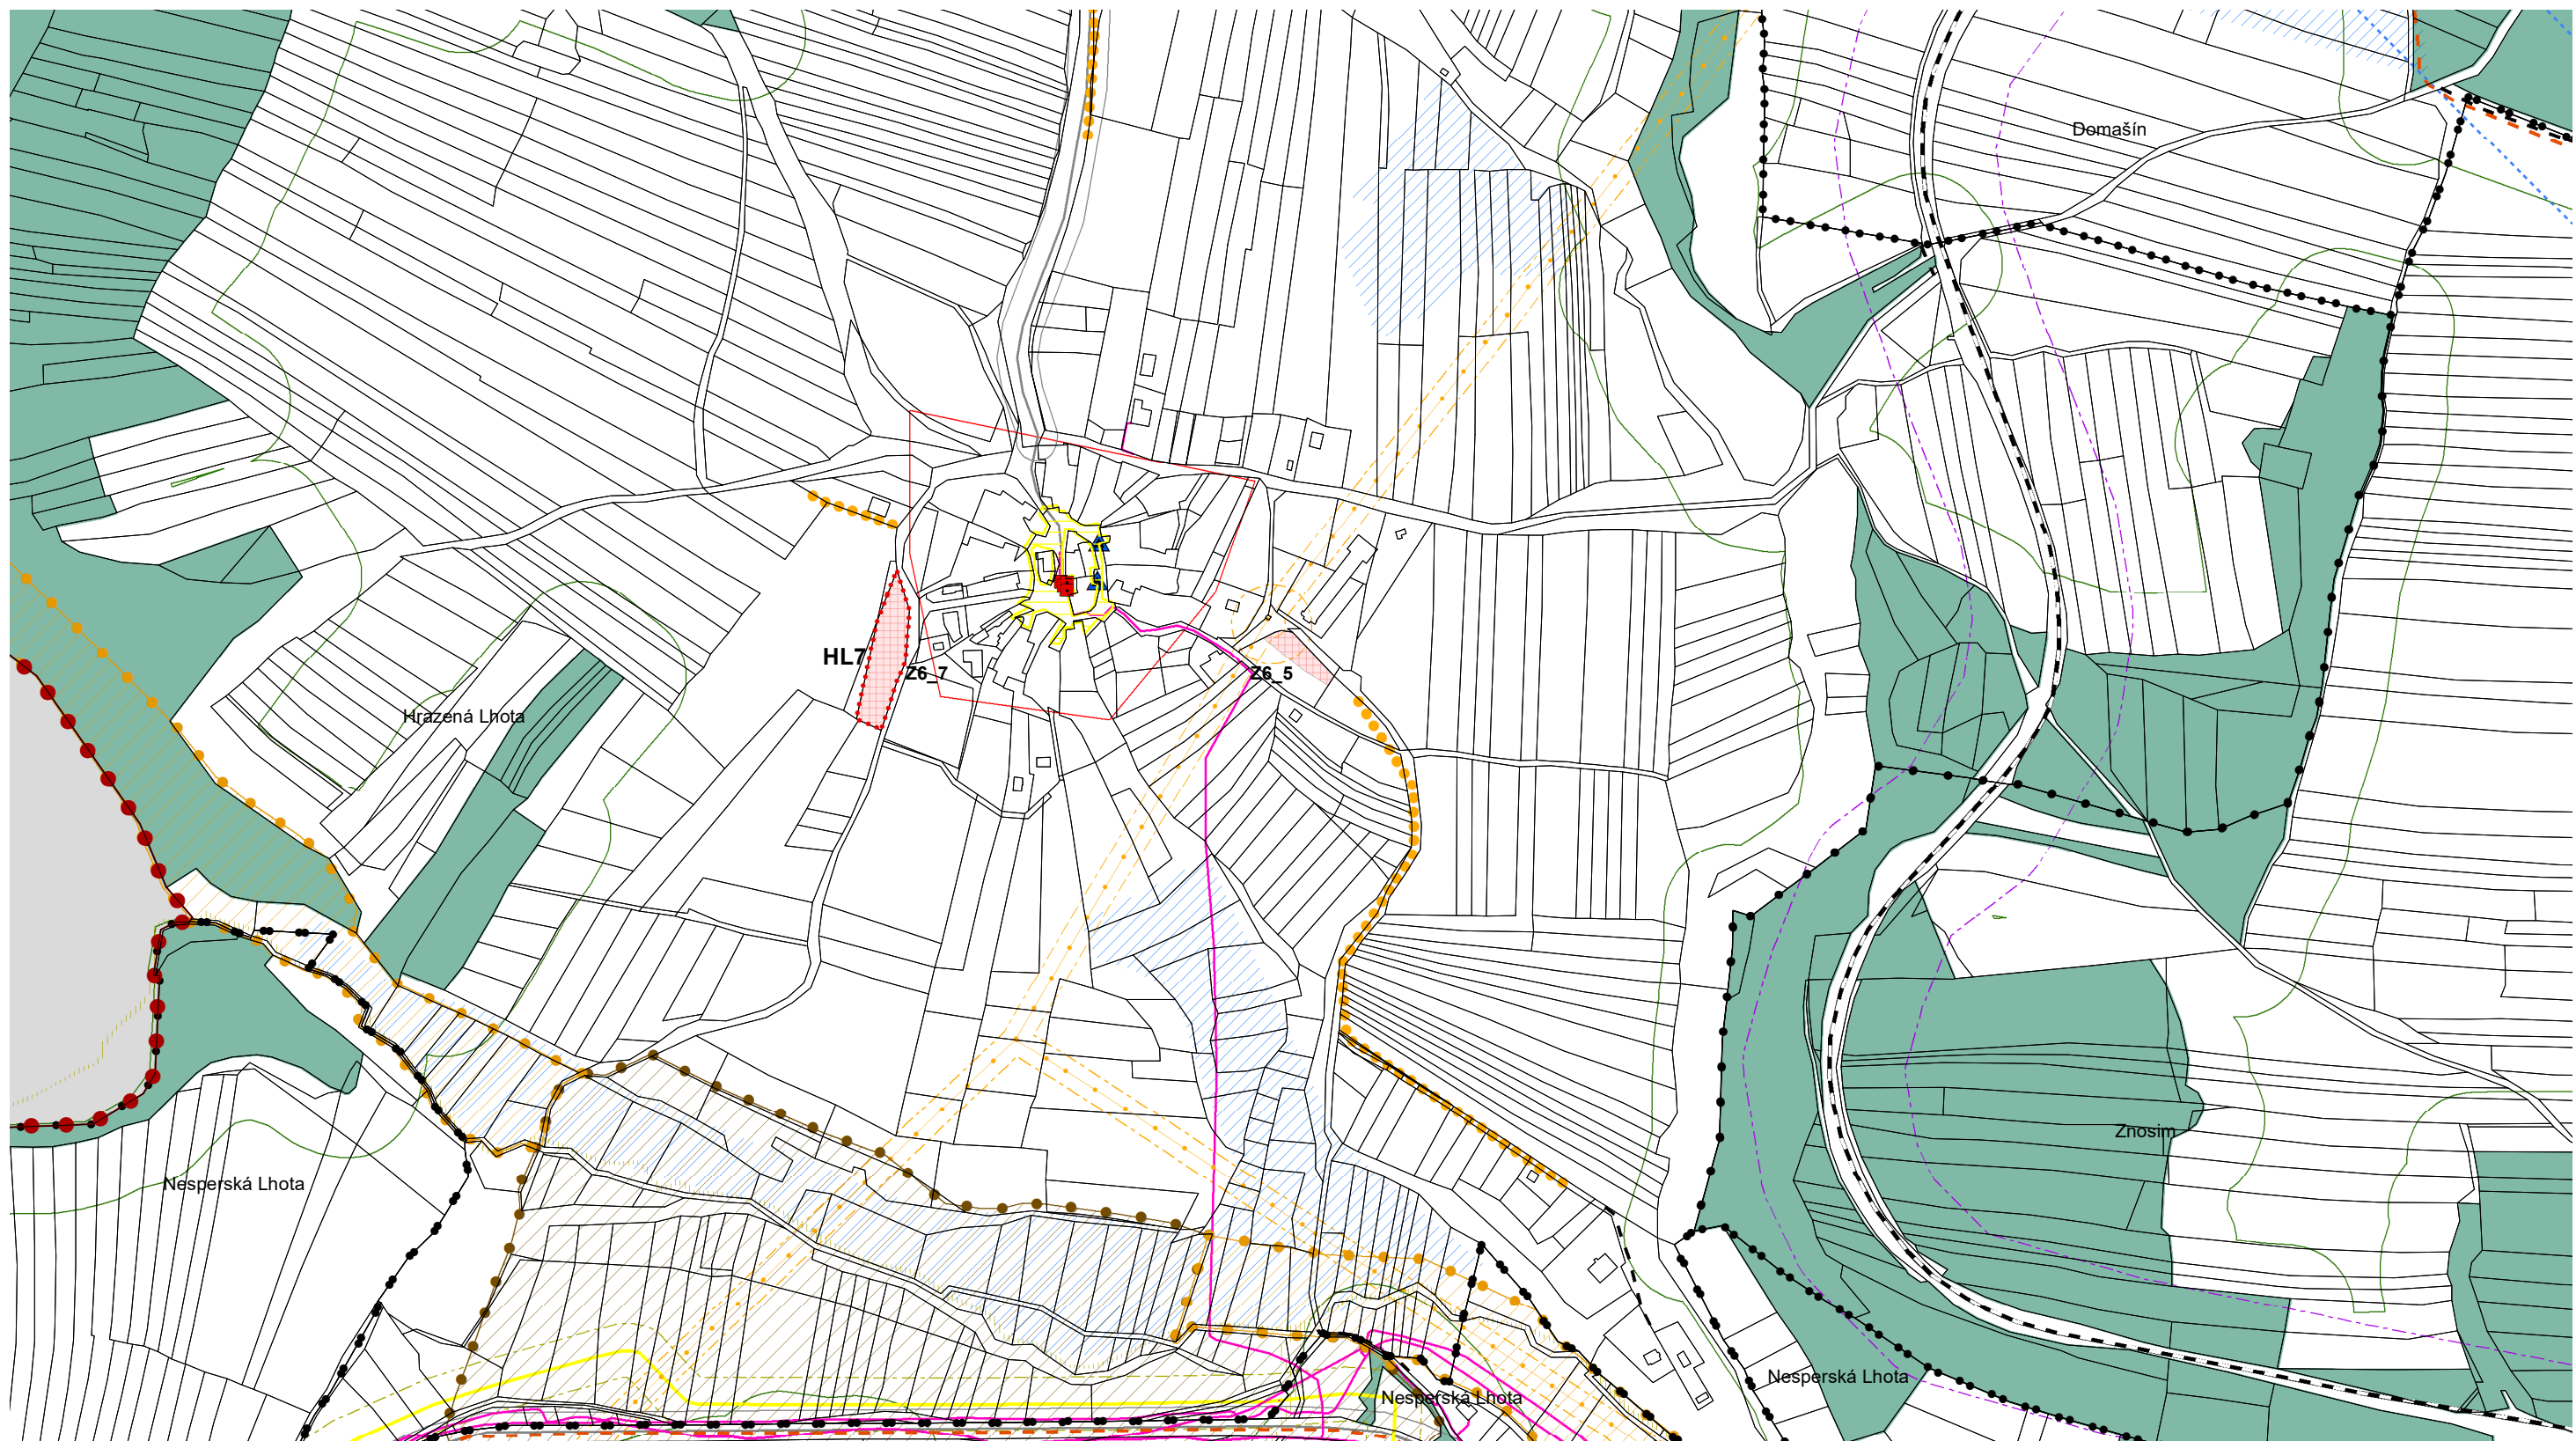 Domašín
HL7
Z6_7
Z6_5
Hrazená Lhota
Znosim
Nesperská Lhota
Nesperská Lhota
Nesperská Lhota